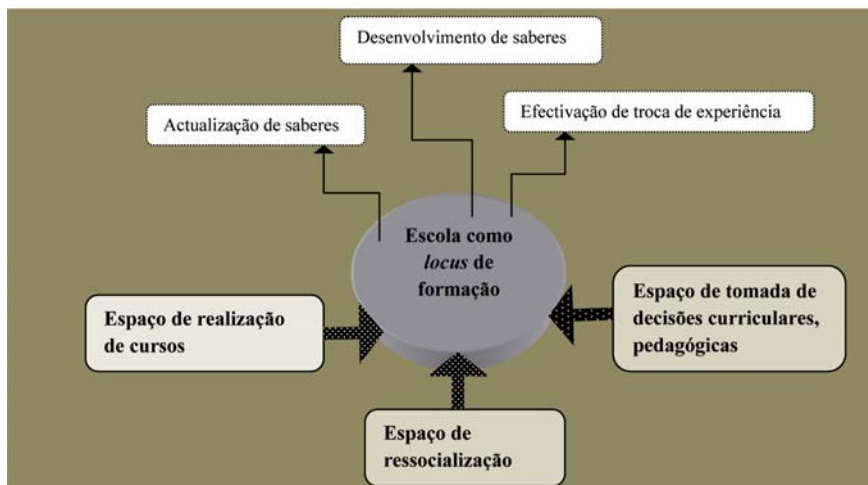 Desenvolvimento de saberes
Actualização de saberes
Efectivação de troca de experiência
Escola como
locus de
formação
Espaço de realização
de cursos
Espaço de tomada de
decisões curriculares,
pedagógicas
Espaço de
ressocialização